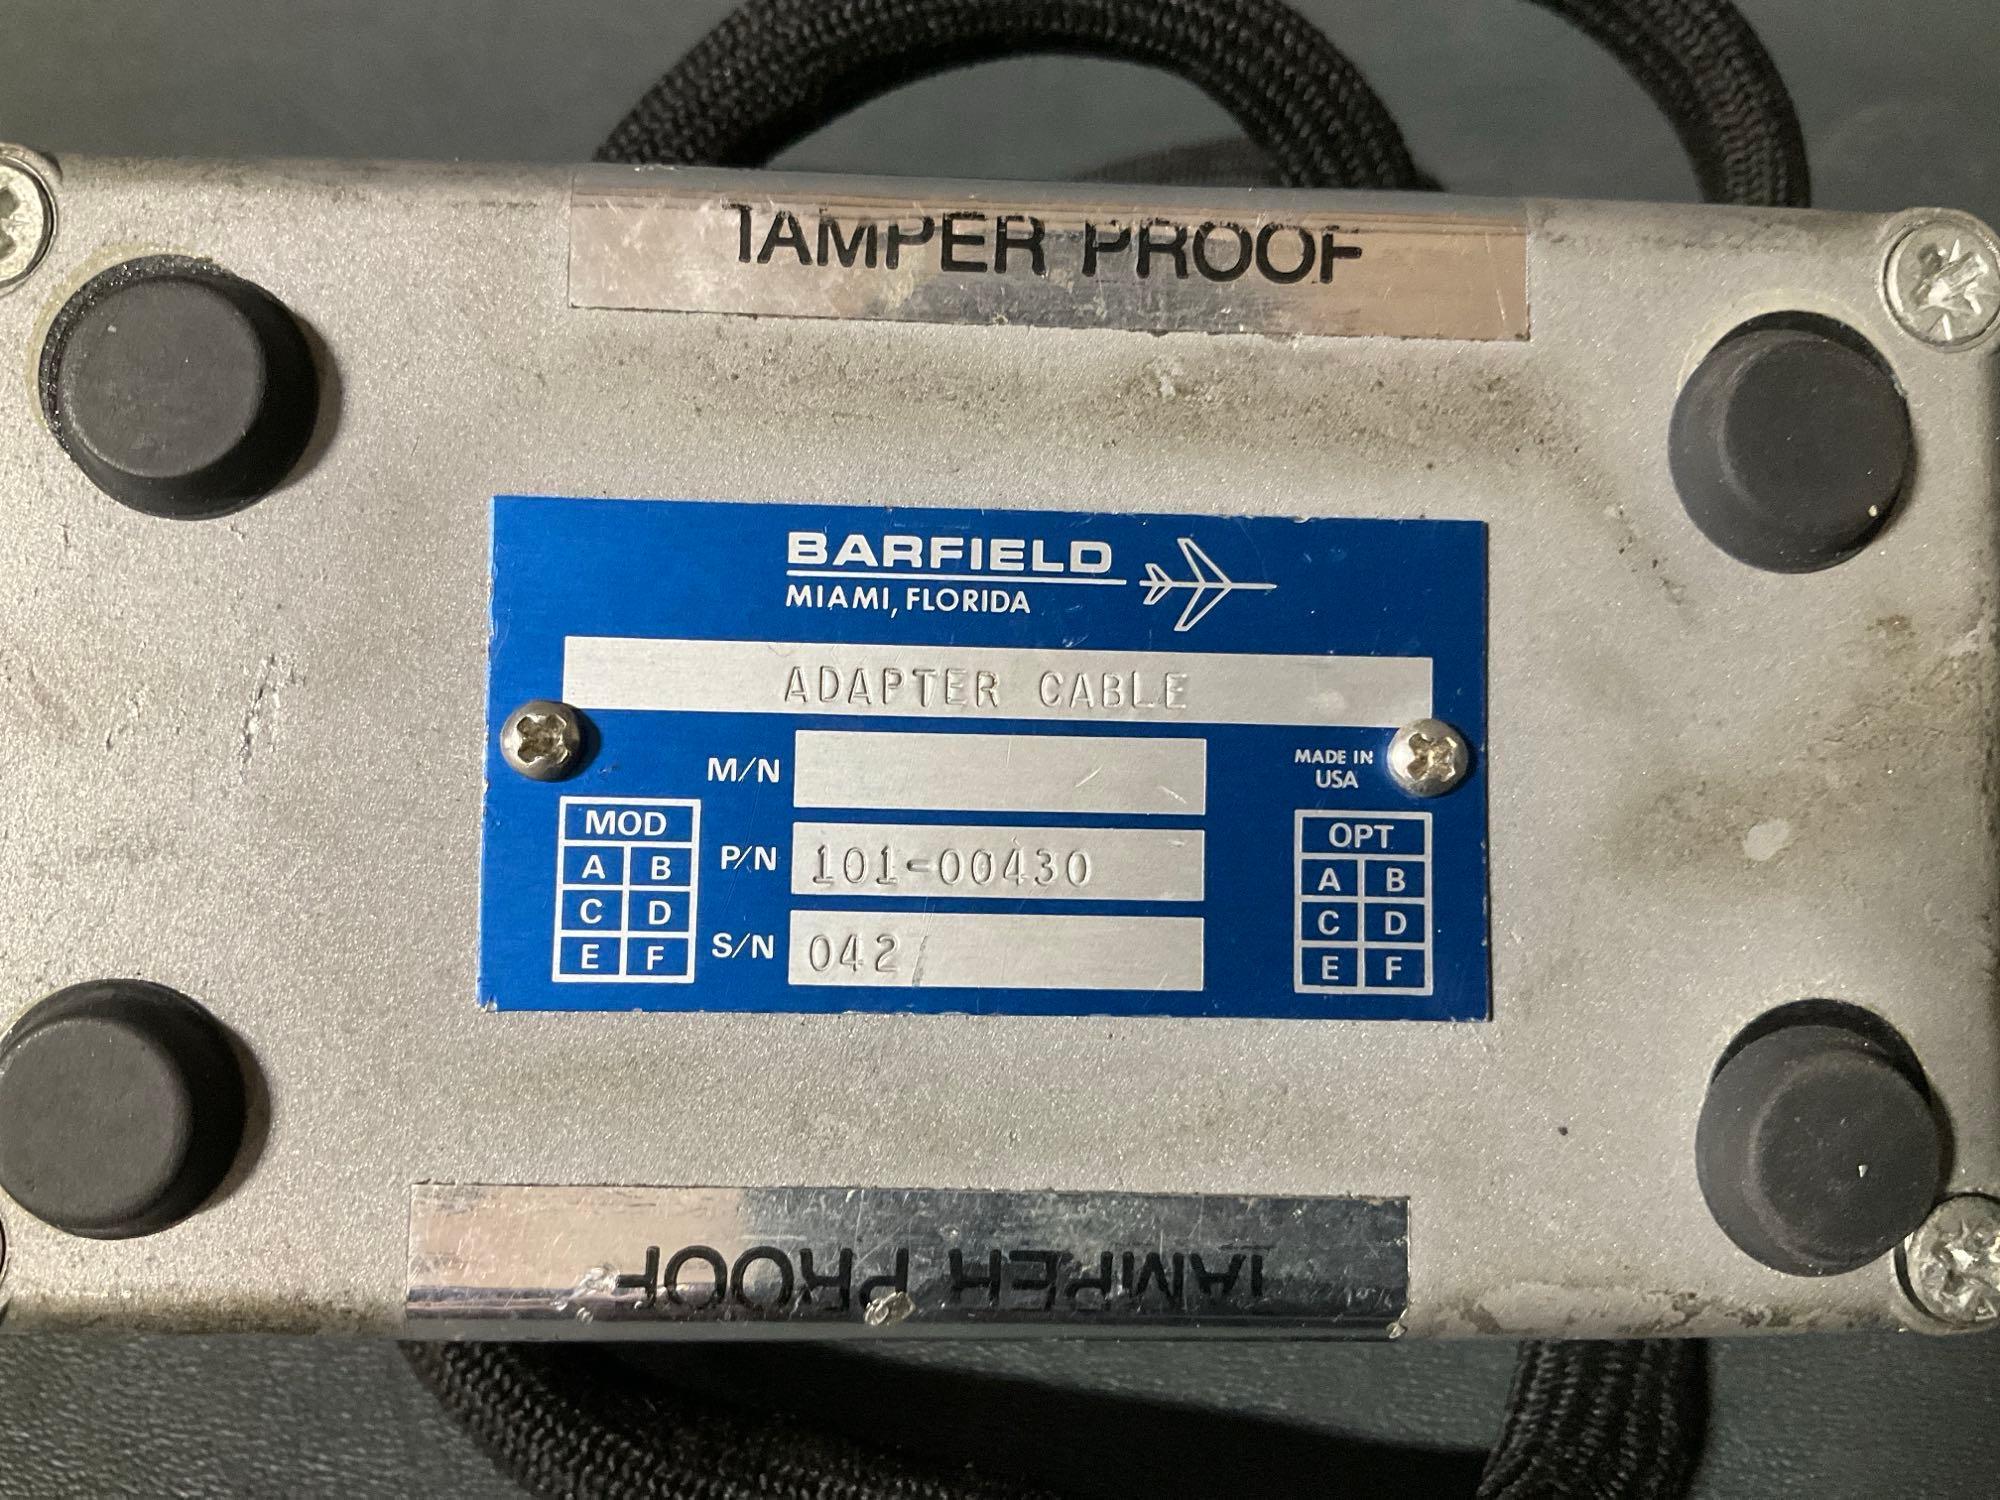 TAMPER PROOF
BARFIELD
MIAMI, FLORIDA
ADAPTER CABLE
M/N
MADE IN
USA
MOD
A B
C D
E F
P/N 101-00430
S/N 042
OPT
A B
C D
E F
TAMPER PROOF